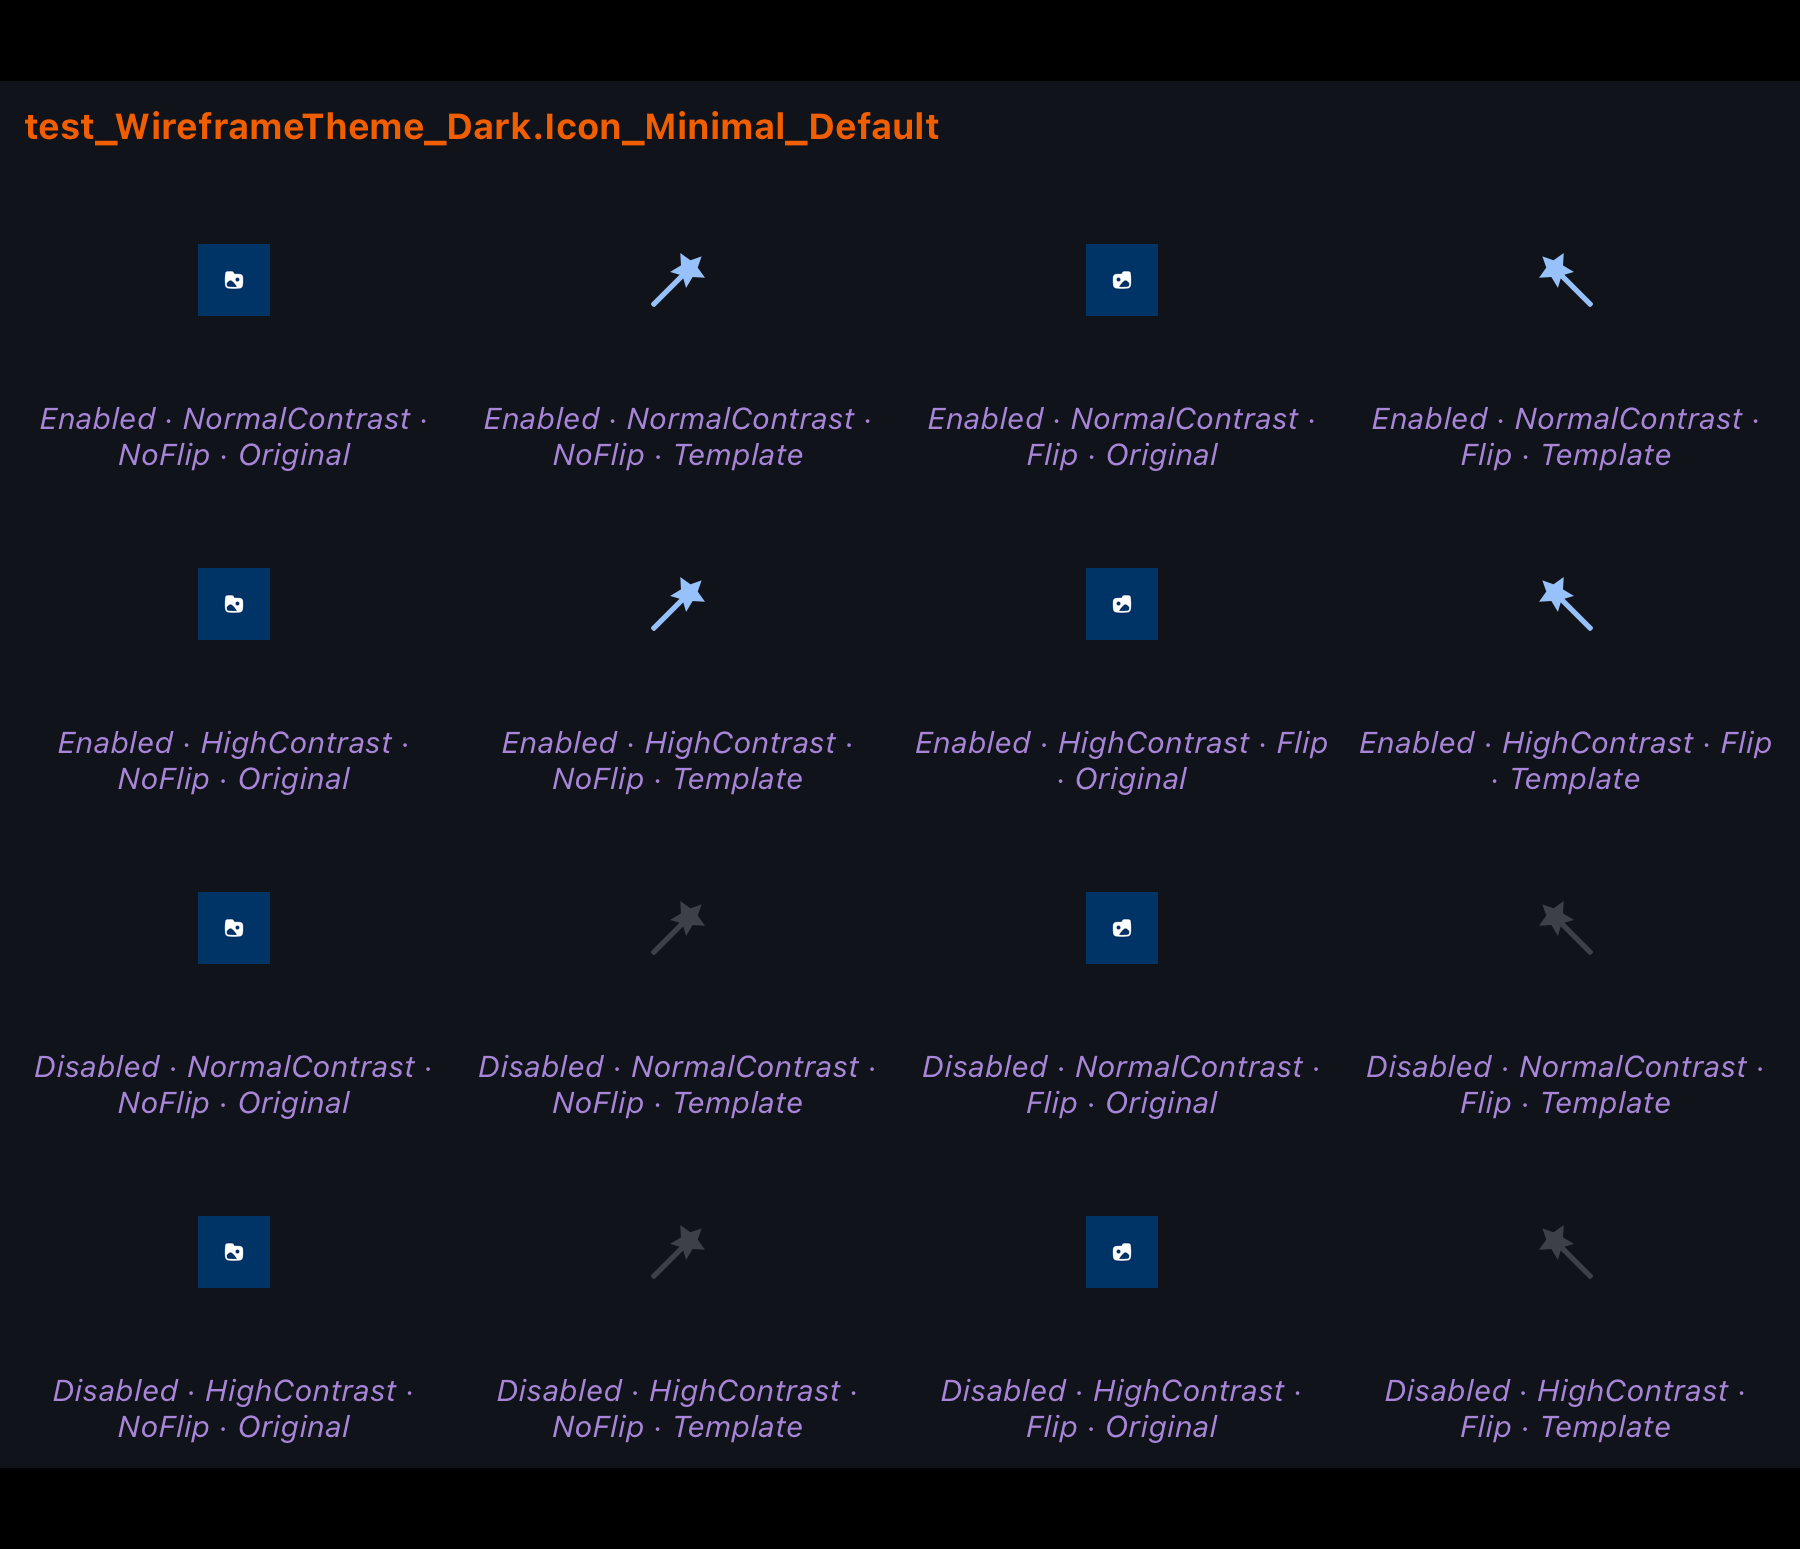 test_WireframeTheme_Dark.Icon_Minimal_Default
Enabled · NormalContrast ·
NoFlip · Original
Enabled · NormalContrast ·
NoFlip · Template
Enabled · NormalContrast ·
Flip · Original
Enabled · NormalContrast ·
Flip · Template
Enabled · HighContrast ·
NoFlip · Original
Enabled · HighContrast ·
NoFlip · Template
Enabled · HighContrast · Flip
· Original
Enabled · HighContrast · Flip
· Template
Disabled · NormalContrast ·
NoFlip · Original
Disabled · NormalContrast ·
NoFlip · Template
Disabled · NormalContrast ·
Flip · Original
Disabled · NormalContrast ·
Flip · Template
Disabled · HighContrast ·
NoFlip · Original
Disabled · HighContrast ·
NoFlip · Template
Disabled · HighContrast ·
Flip · Original
Disabled · HighContrast ·
Flip · Template